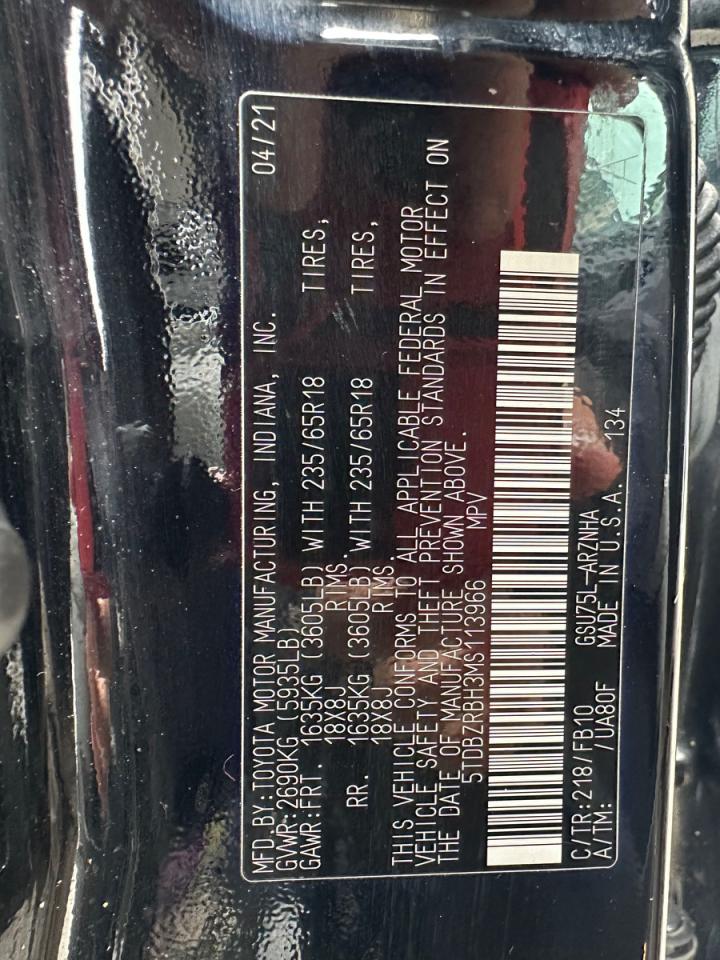 MFD.BY:TOYOTA MOTOR MANUFACTURING, INDIANA, INC. 04/21
GVWR:2690KG (5935LB)
GAWR:FRT. 1635KG (3605LB) WITH 235/65R18 TIRES,
18X8J RIMS.
RR. 1635KG (3605LB) WITH 235/65R18 TIRES,
18X8J RIMS.
THIS VEHICLE CONFORMS TO ALL APPLICABLE FEDERAL MOTOR
VEHICLE SAFETY AND THEFT PREVENTION STANDARDS IN EFFECT ON
THE DATE OF MANUFACTURE SHOWN ABOVE.
5TDBZRBH3MS113966 MPV
C/TR:218/FB10 GSU75L-ARZNHA
A/TM: /UA80F MADE IN U.S.A. 134